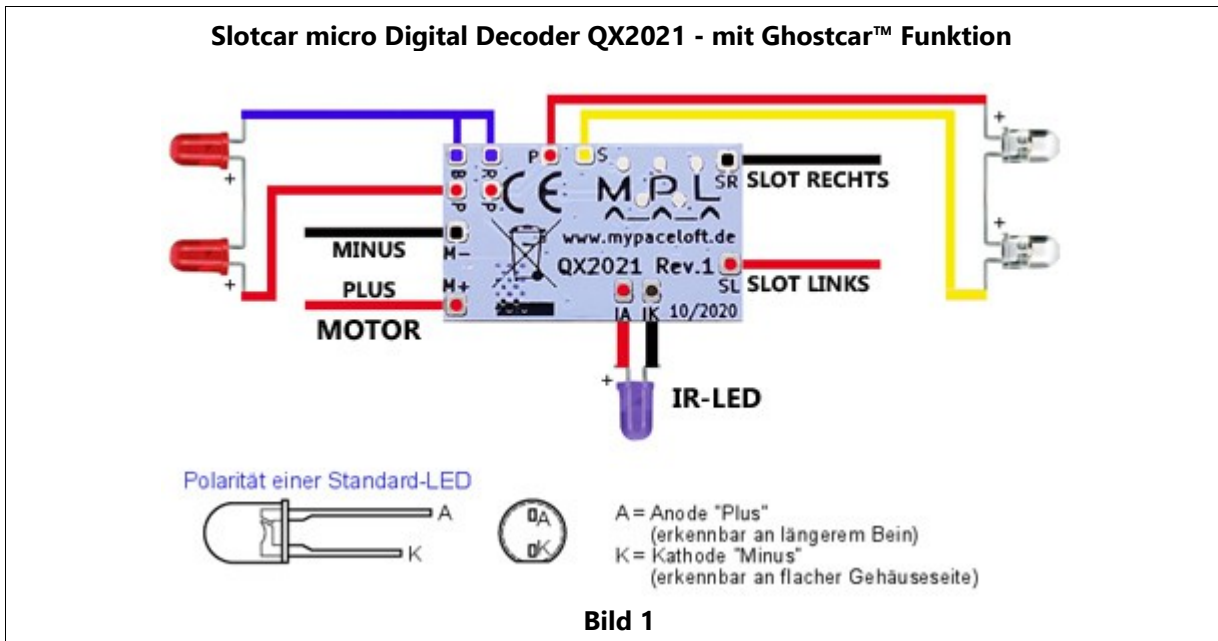 Slotcar micro Digital Decoder QX2021 - mit Ghostcar™ Funktion
+
+
+
+
B
R
P
S
SR
SLOT RECHTS
P
P
CE
M P L
MINUS
M-
www.mypaceloft.de
QX2021 Rev.1
SL
SLOT LINKS
PLUS
M+
MOTOR
IA
IK
10/2020
+
IR-LED
Polarität einer Standard-LED
A
K
A
K
A = Anode "Plus"
(erkennbar an längerem Bein)
K = Kathode "Minus"
(erkennbar an flacher Gehäuseseite)
Bild 1